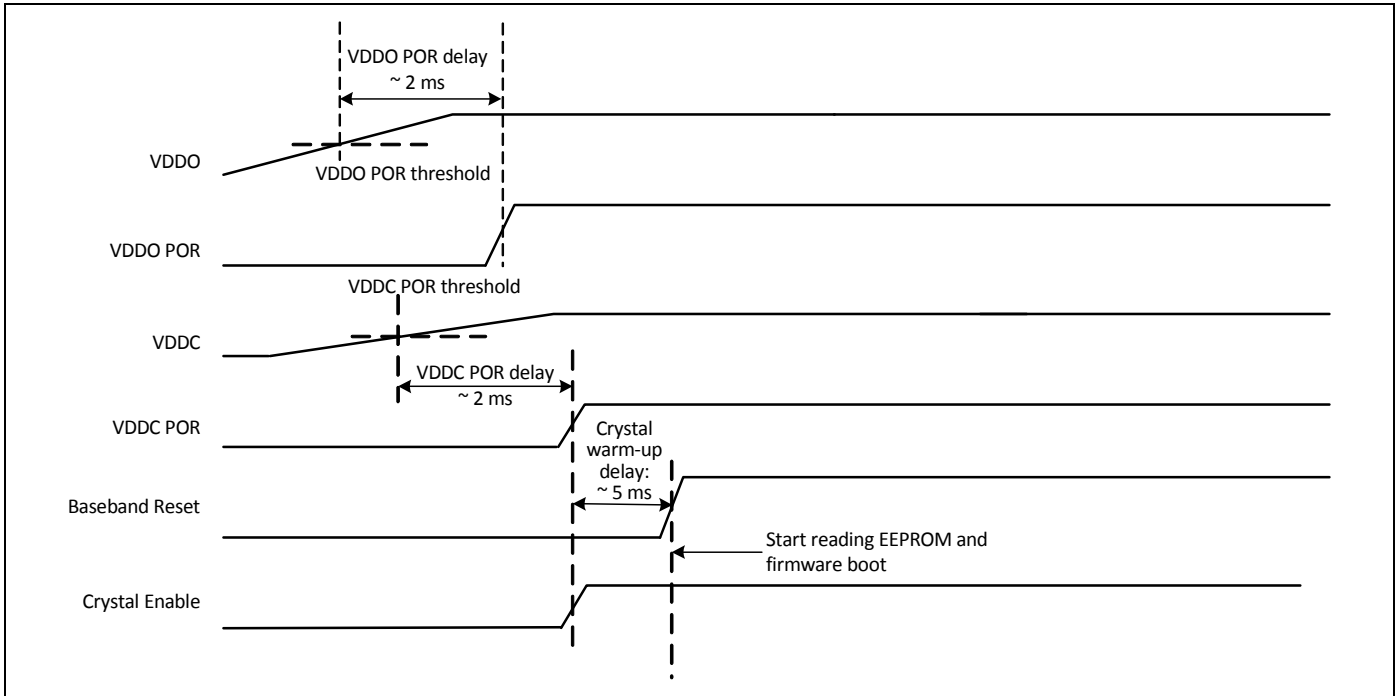 VDDO POR delay
~ 2 ms
VDDO
VDDO POR threshold
VDDO POR
VDDC POR threshold
VDDC
VDDC POR delay
~ 2 ms
VDDC POR
Crystal
warm-up
delay:
~ 5 ms
Baseband Reset
Start reading EEPROM and
firmware boot
Crystal Enable